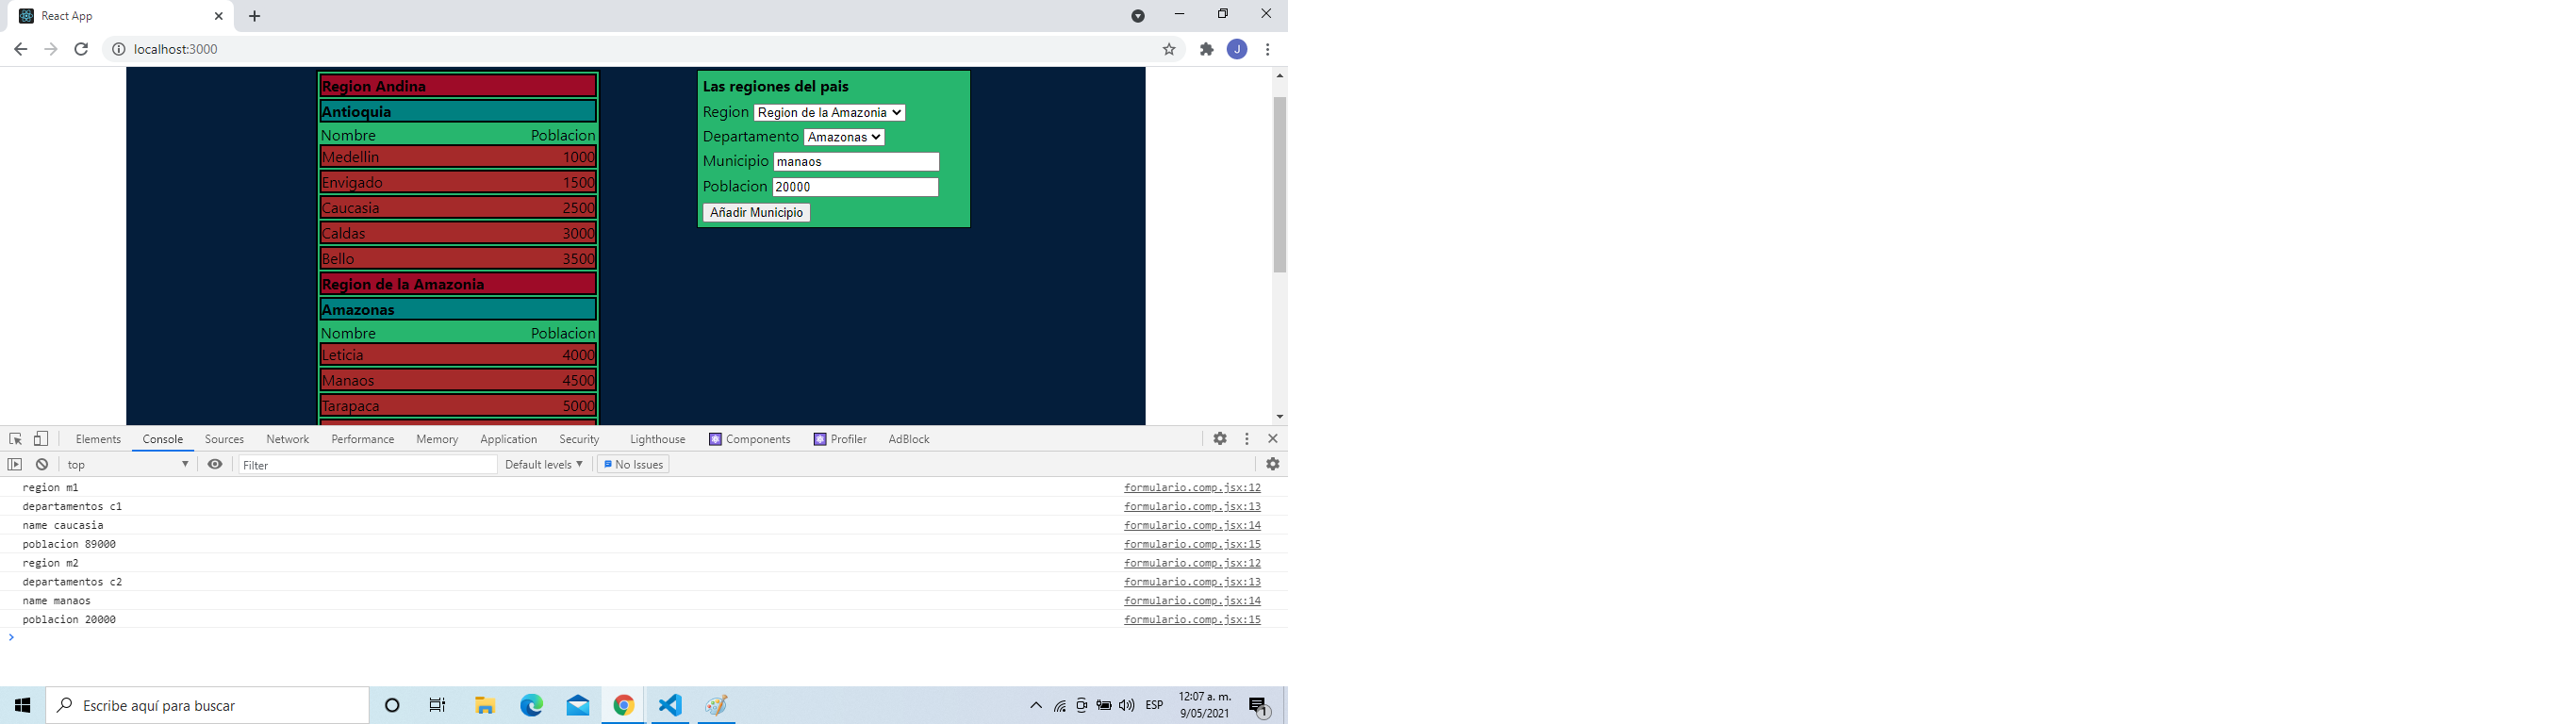 React App
localhost:3000
J
Region Andina
Antioquia
Nombre Poblacion
Medellin 1000
Envigado 1500
Caucasia 2500
Caldas 3000
Bello 3500
Region de la Amazonia
Amazonas
Nombre Poblacion
Leticia 4000
Manaos 4500
Tarapaca 5000
Las regiones del pais
Region Region de la Amazonia
Departamento Amazonas
Municipio manaos
Poblacion 20000
Añadir Municipio
Elements Console Sources Network Performance Memory Application Security Lighthouse Components Profiler AdBlock
top Filter Default levels No Issues
region m1 formulario.comp.jsx:12
departamentos c1 formulario.comp.jsx:13
name caucasia formulario.comp.jsx:14
poblacion 89000 formulario.comp.jsx:15
region m2 formulario.comp.jsx:12
departamentos c2 formulario.comp.jsx:13
name manaos formulario.comp.jsx:14
poblacion 20000 formulario.comp.jsx:15
Escribe aquí para buscar
ESP
12:07 a. m.
9/05/2021
1